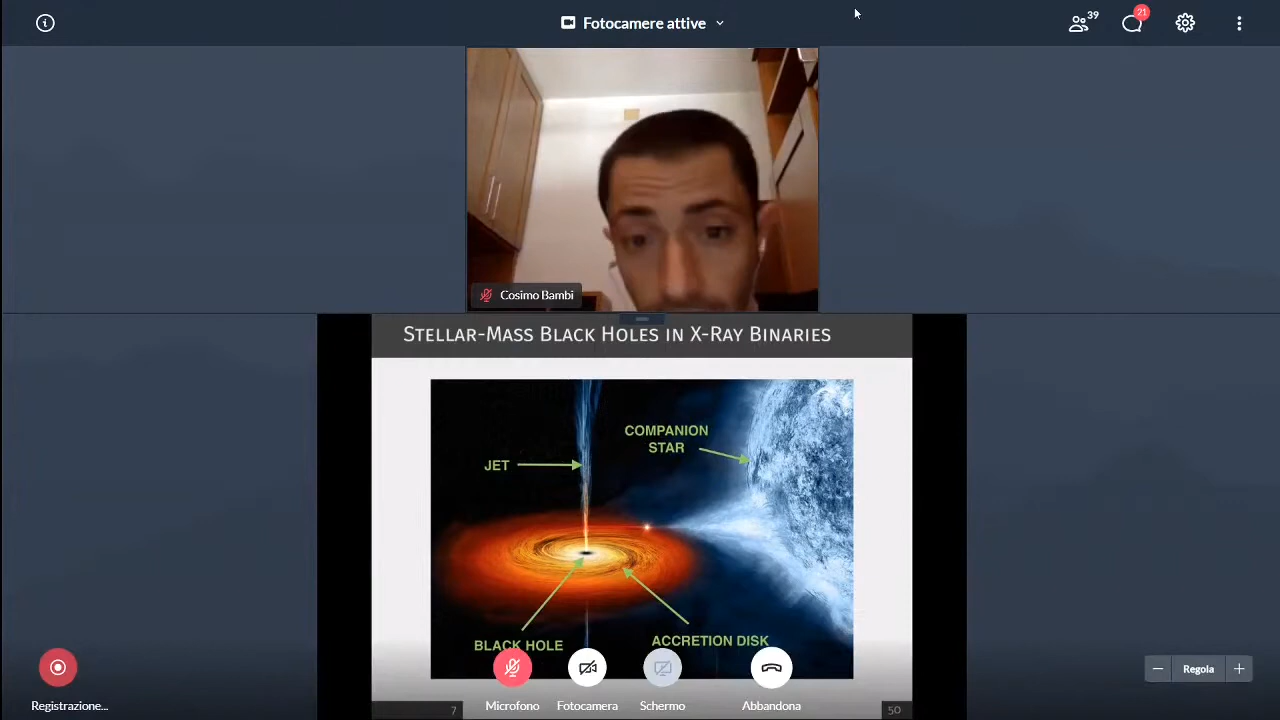 Fotocamere attive
39
21
Cosimo Bambi
Stellar-Mass Black Holes in X-Ray Binaries
COMPANION
STAR
JET
BLACK HOLE
ACCRETION DISK
Registrazione...
7
Microfono
Fotocamera
Schermo
Abbandona
50
Regola